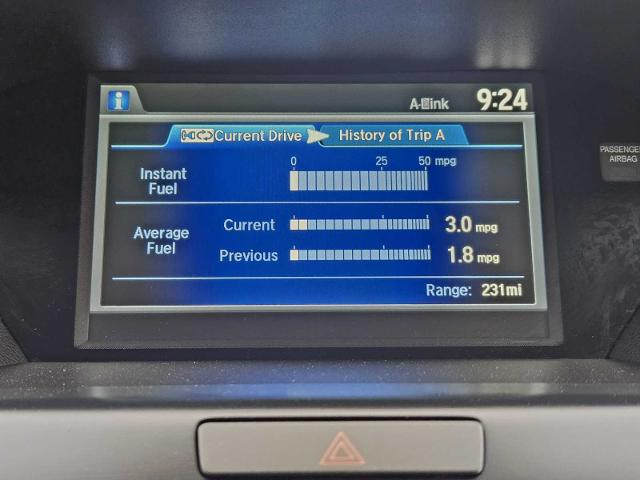 i A-Link 9:24
Current Drive History of Trip A
0 25 50 mpg
Instant
Fuel
Average
Fuel
Current 3.0 mpg
Previous 1.8 mpg
Range: 231mi
PASSENGER
AIRBAG